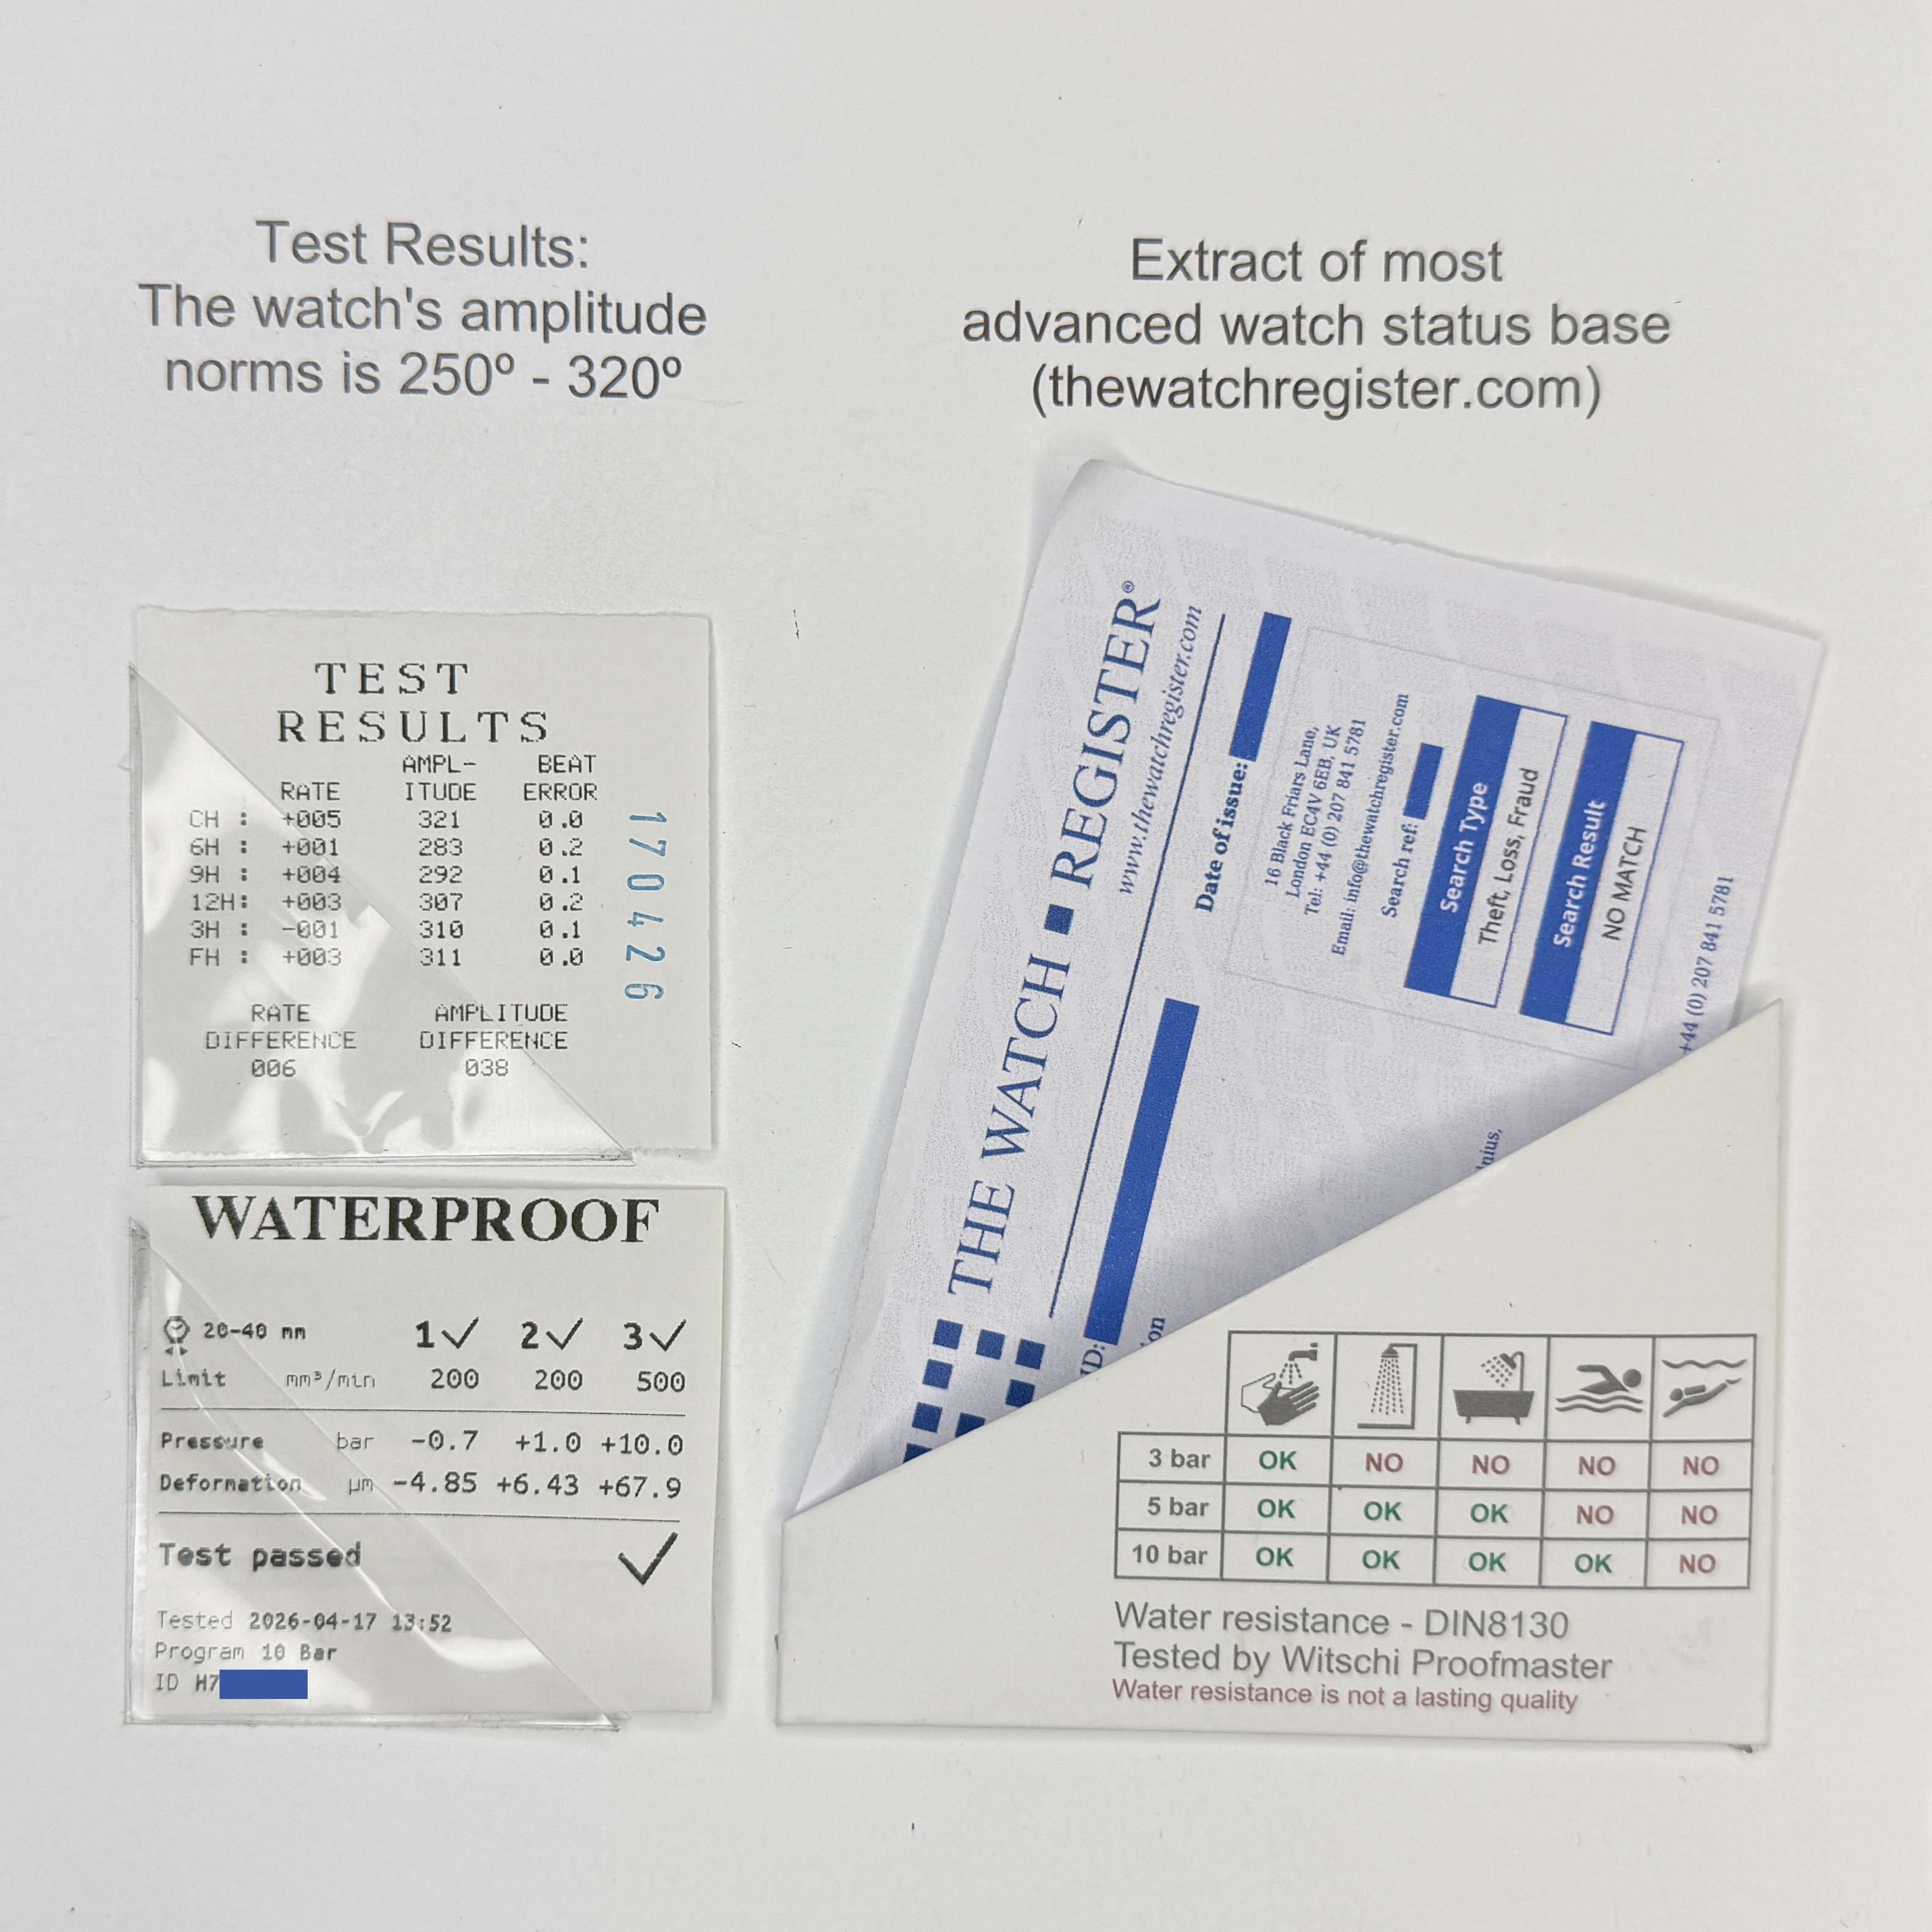 Test Results:
The watch's amplitude
norms is 250º - 320º
TEST
RESULTS
AMPL- BEAT
RATE ITUDE ERROR
CH : +005 321 0.0
6H : +001 283 0.2
9H : +004 292 0.1
12H: +003 307 0.2
3H : -001 310 0.1
FH : +003 311 0.0
RATE AMPLITUDE
DIFFERENCE DIFFERENCE
006 038
170426
WATERPROOF
20-40 mm 1 2 3
Limit mm³/min 200 200 500
Pressure bar -0.7 +1.0 +10.0
Deformation µm -4.85 +6.43 +67.9
Test passed
Tested 2026-04-17 13:52
Program 10 Bar
ID H7
Extract of most
advanced watch status base
(thewatchregister.com)
THE WATCH REGISTER®
www.thewatchregister.com
Date of issue:
ID:
on
16 Black Friars Lane,
London EC4V 6EB, UK
Tel: +44 (0) 207 841 5781
Email: info@thewatchregister.com
Search ref:
Search Type
Theft, Loss, Fraud
Search Result
NO MATCH
nius,
+44 (0) 207 841 5781
3 bar OK NO NO NO NO
5 bar OK OK OK NO NO
10 bar OK OK OK OK NO
Water resistance - DIN8130
Tested by Witschi Proofmaster
Water resistance is not a lasting quality